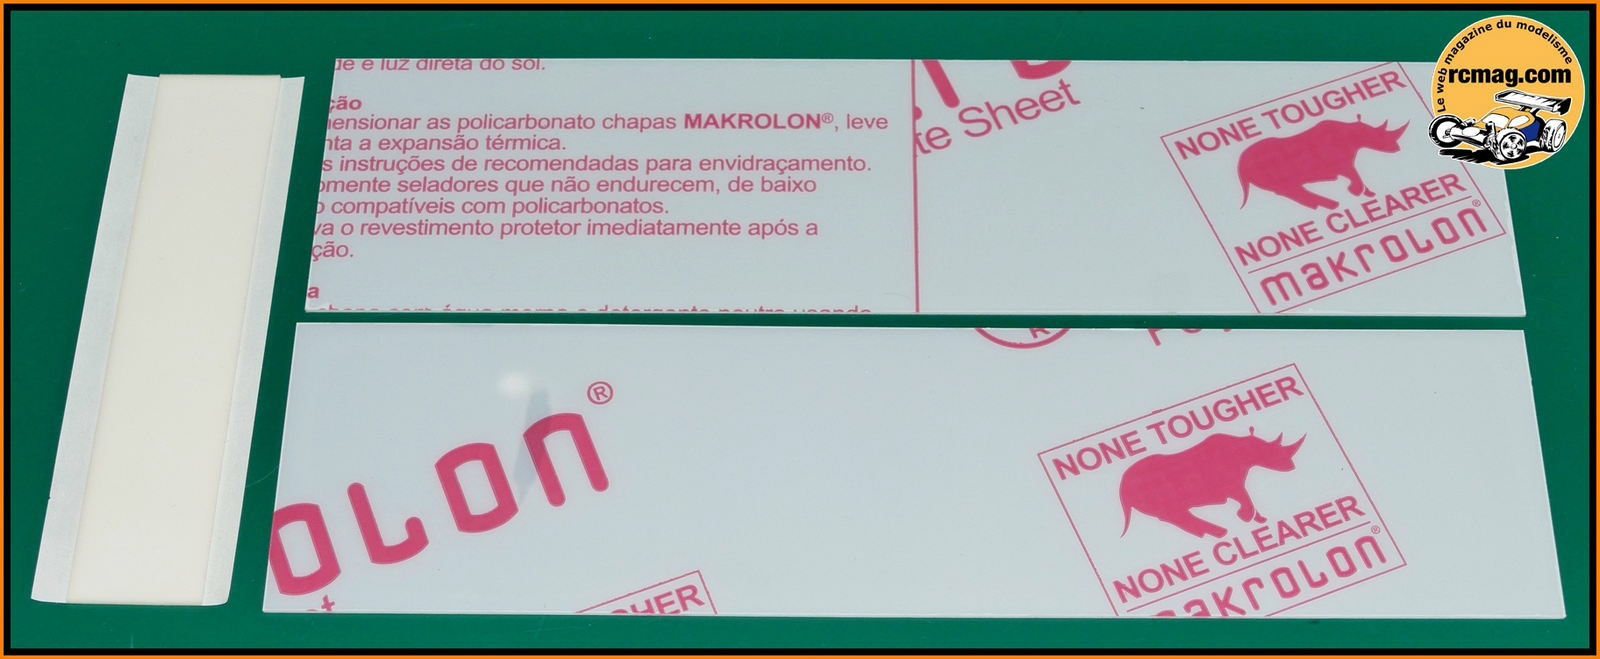 de e luz direta do sol.
ção
ensionar as policarbonato chapas MAKROLON®, leve
nta a expansão térmica.
s instruções de recomendadas para envidraçamento.
omente seladores que não endurecem, de baixo
o compatíveis com policarbonatos.
va o revestimento protetor imediatamente após a
ção.
a
te Sheet
NONE TOUGHER
NONE CLEARER
makrolon®
Le web magazine du modelisme
rcmag.com
OLON®
R
NONE TOUGHER
NONE CLEARER
makrolon®
UGHER